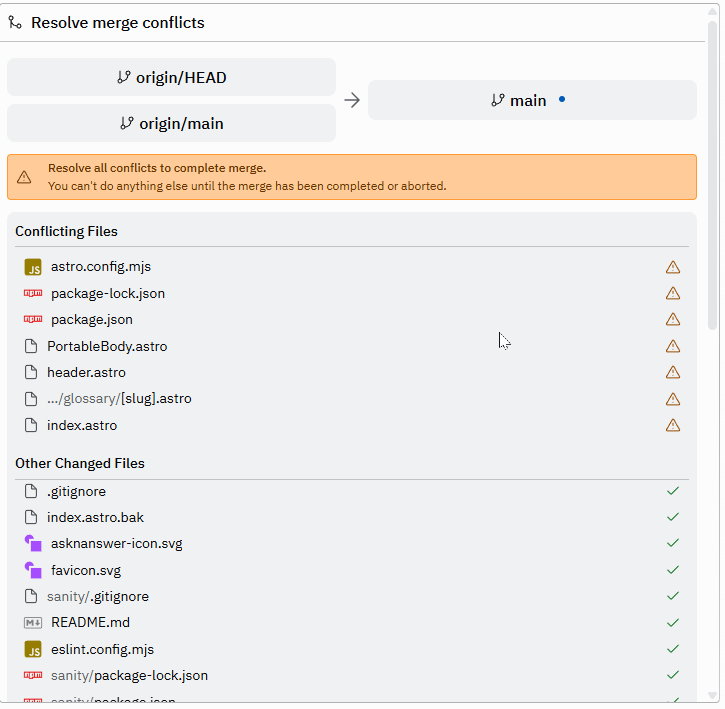 Resolve merge conflicts
origin/HEAD
origin/main
main
Resolve all conflicts to complete merge.
You can't do anything else until the merge has been completed or aborted.
Conflicting Files
JS astro.config.mjs
npm package-lock.json
npm package.json
PortableBody.astro
header.astro
.../glossary/[slug].astro
index.astro
Other Changed Files
.gitignore
index.astro.bak
asknanswer-icon.svg
favicon.svg
sanity/.gitignore
M README.md
JS eslint.config.mjs
npm sanity/package-lock.json
sanity/package.json